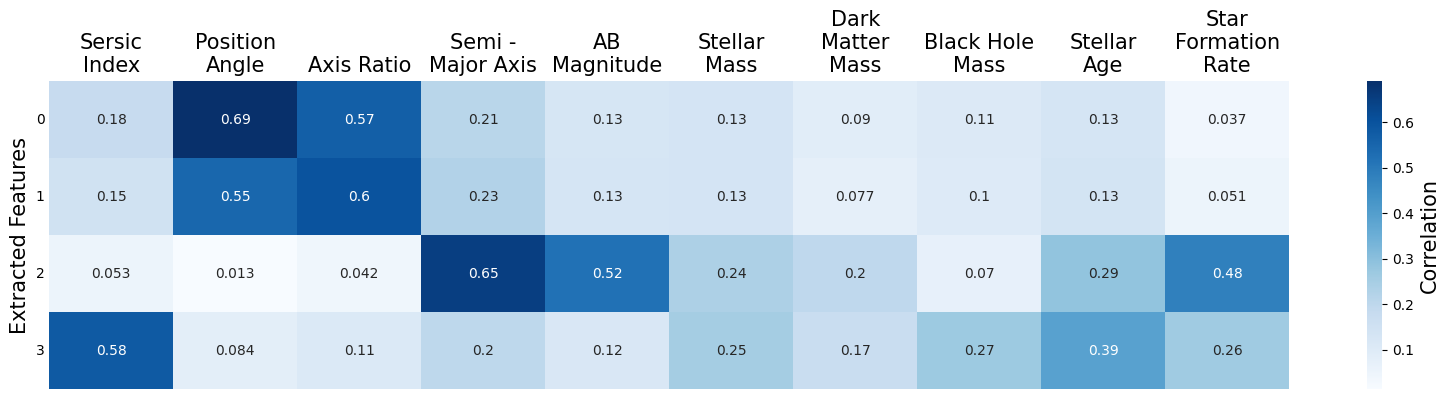 Sersic Index
Position Angle
Axis Ratio
Semi - Major Axis
AB Magnitude
Stellar Mass
Dark Matter Mass
Black Hole Mass
Stellar Age
Star Formation Rate
Extracted Features
0 0.18 0.69 0.57 0.21 0.13 0.13 0.09 0.11 0.13 0.037
1 0.15 0.55 0.6 0.23 0.13 0.13 0.077 0.1 0.13 0.051
2 0.053 0.013 0.042 0.65 0.52 0.24 0.2 0.07 0.29 0.48
3 0.58 0.084 0.11 0.2 0.12 0.25 0.17 0.27 0.39 0.26
0.6
0.5
0.4
0.3
0.2
0.1
Correlation